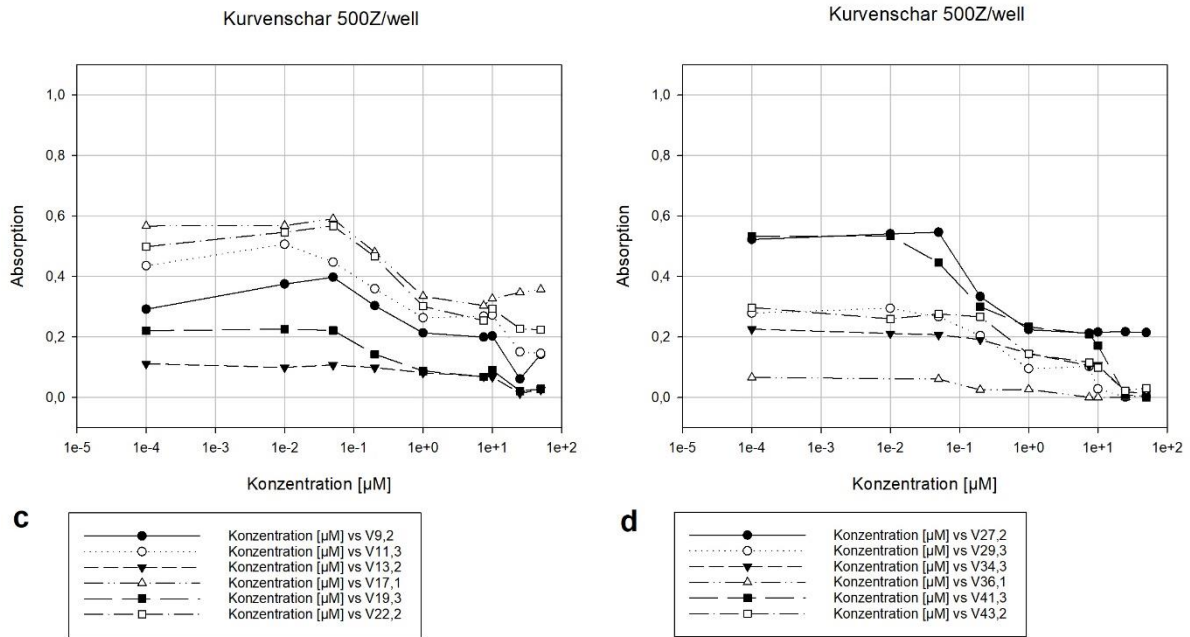 Kurvenschar 500Z/well
1,0
0,8
0,6
0,4
0,2
0,0
Absorption
1e-5 1e-4 1e-3 1e-2 1e-1 1e+0 1e+1 1e+2
Konzentration [µM]
c
Konzentration [µM] vs V9,2
Konzentration [µM] vs V11,3
Konzentration [µM] vs V13,2
Konzentration [µM] vs V17,1
Konzentration [µM] vs V19,3
Konzentration [µM] vs V22,2
Kurvenschar 500Z/well
1,0
0,8
0,6
0,4
0,2
0,0
Absorption
1e-5 1e-4 1e-3 1e-2 1e-1 1e+0 1e+1 1e+2
Konzentration [µM]
d
Konzentration [µM] vs V27,2
Konzentration [µM] vs V29,3
Konzentration [µM] vs V34,3
Konzentration [µM] vs V36,1
Konzentration [µM] vs V41,3
Konzentration [µM] vs V43,2